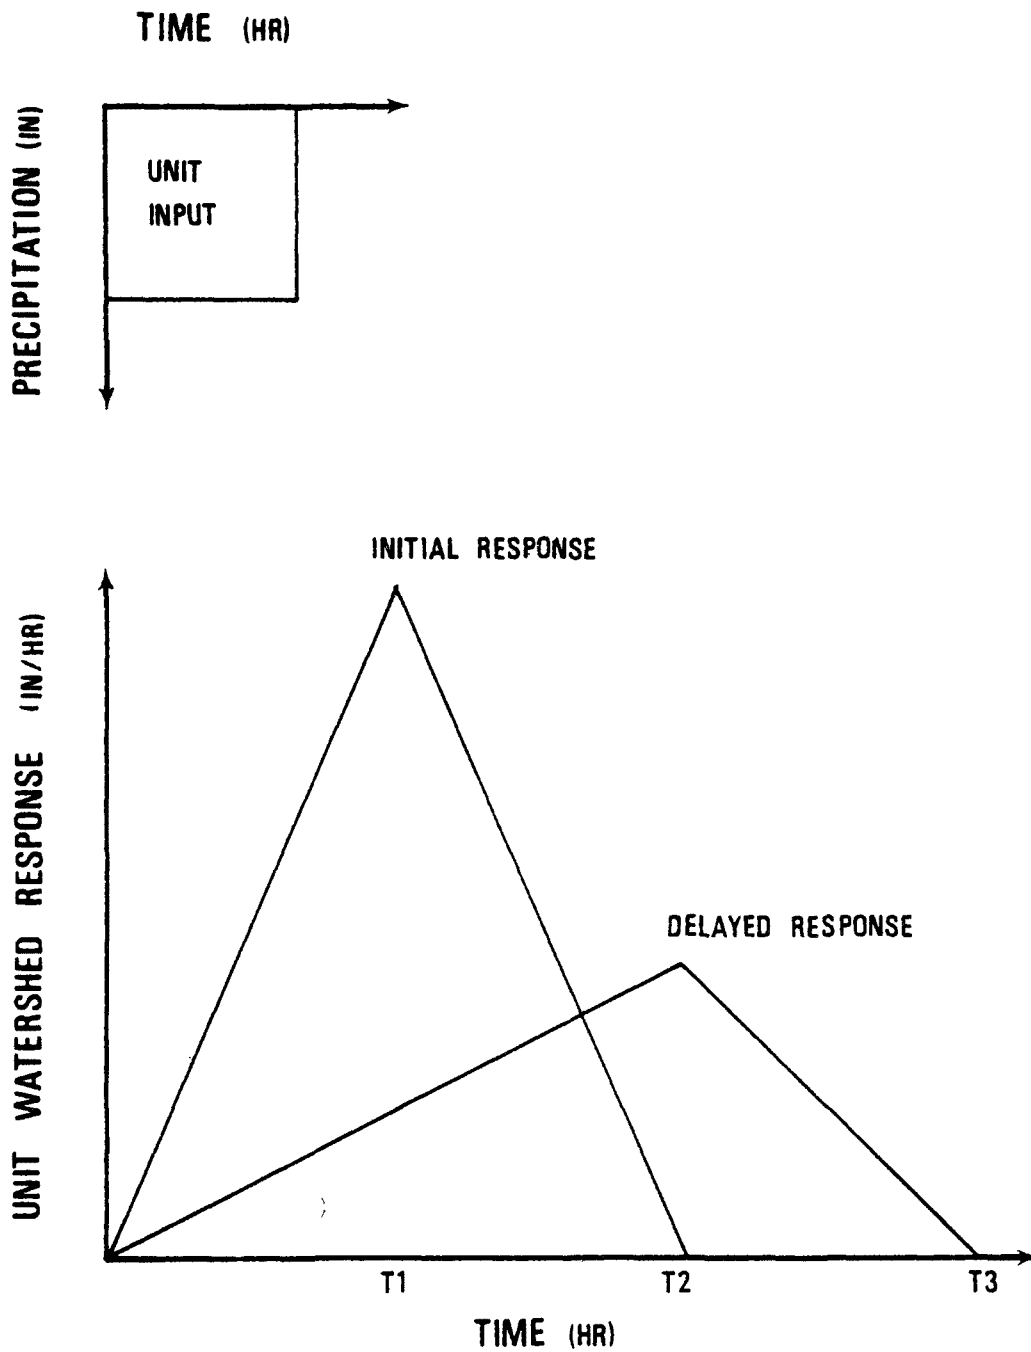 TIME (HR)
PRECIPITATION (IN)
UNIT
INPUT
INITIAL RESPONSE
UNIT WATERSHED RESPONSE (IN/HR)
DELAYED RESPONSE
T1 T2 T3
TIME (HR)